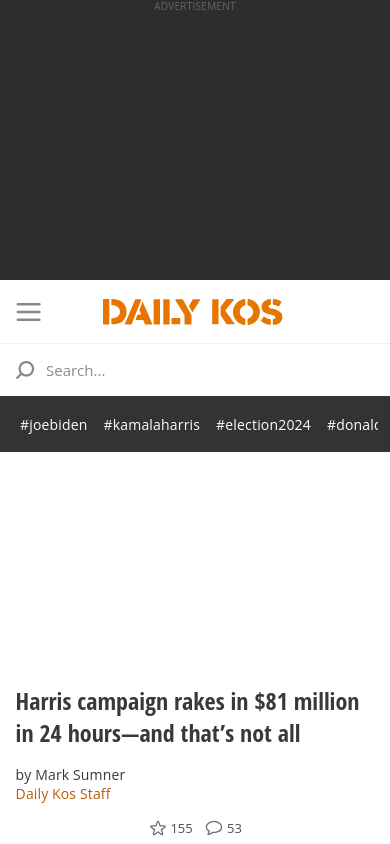 ADVERTISEMENT
DAILY KOS
Search...
#joebiden #kamalaharris #election2024 #donald
Harris campaign rakes in $81 million
in 24 hours—and that’s not all
by Mark Sumner
Daily Kos Staff
155 53